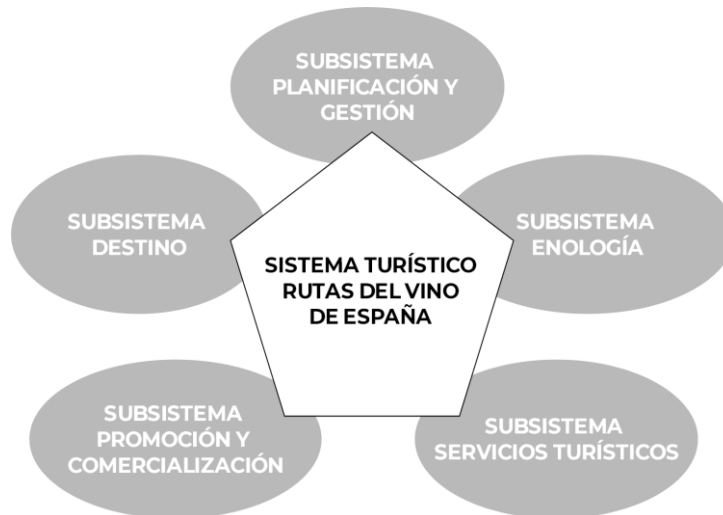 SUBSISTEMA
PLANIFICACIÓN Y
GESTIÓN
SUBSISTEMA
DESTINO
SUBSISTEMA
ENOLOGÍA
SISTEMA TURÍSTICO
RUTAS DEL VINO
DE ESPAÑA
SUBSISTEMA
PROMOCIÓN Y
COMERCIALIZACIÓN
SUBSISTEMA
SERVICIOS TURÍSTICOS